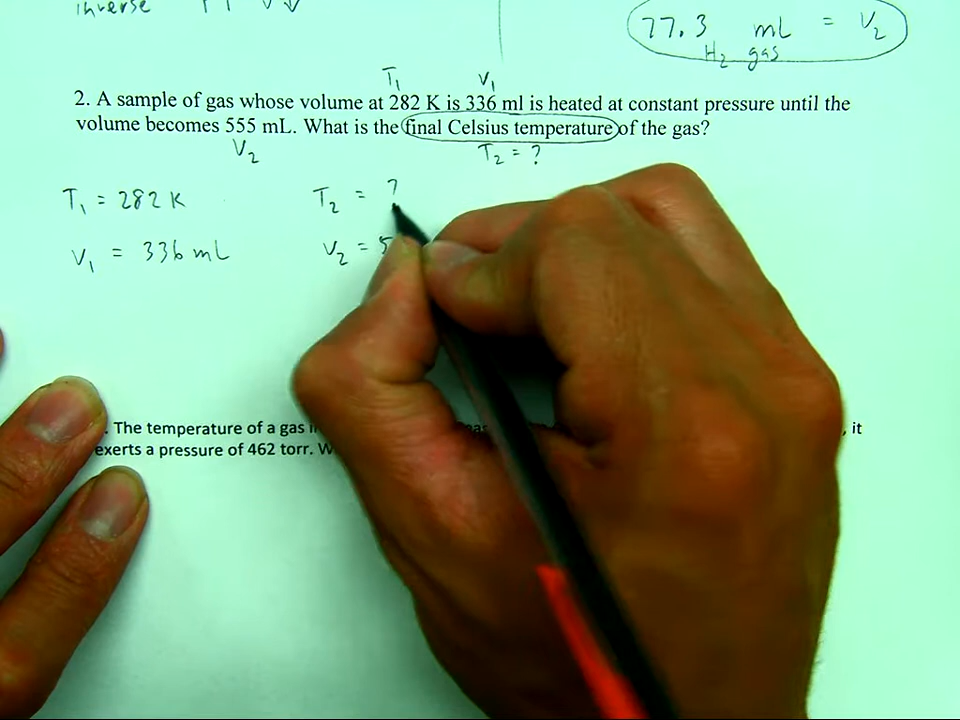 inverse
77.3 mL = V₂
H₂ gas
T₁ V₁
2. A sample of gas whose volume at 282 K is 336 ml is heated at constant pressure until the
volume becomes 555 mL. What is the final Celsius temperature of the gas?
V₂ T₂ = ?
T₁ = 282 K T₂ = ?
V₁ = 336 mL V₂ = 5
. The temperature of a gas , it
exerts a pressure of 462 torr.